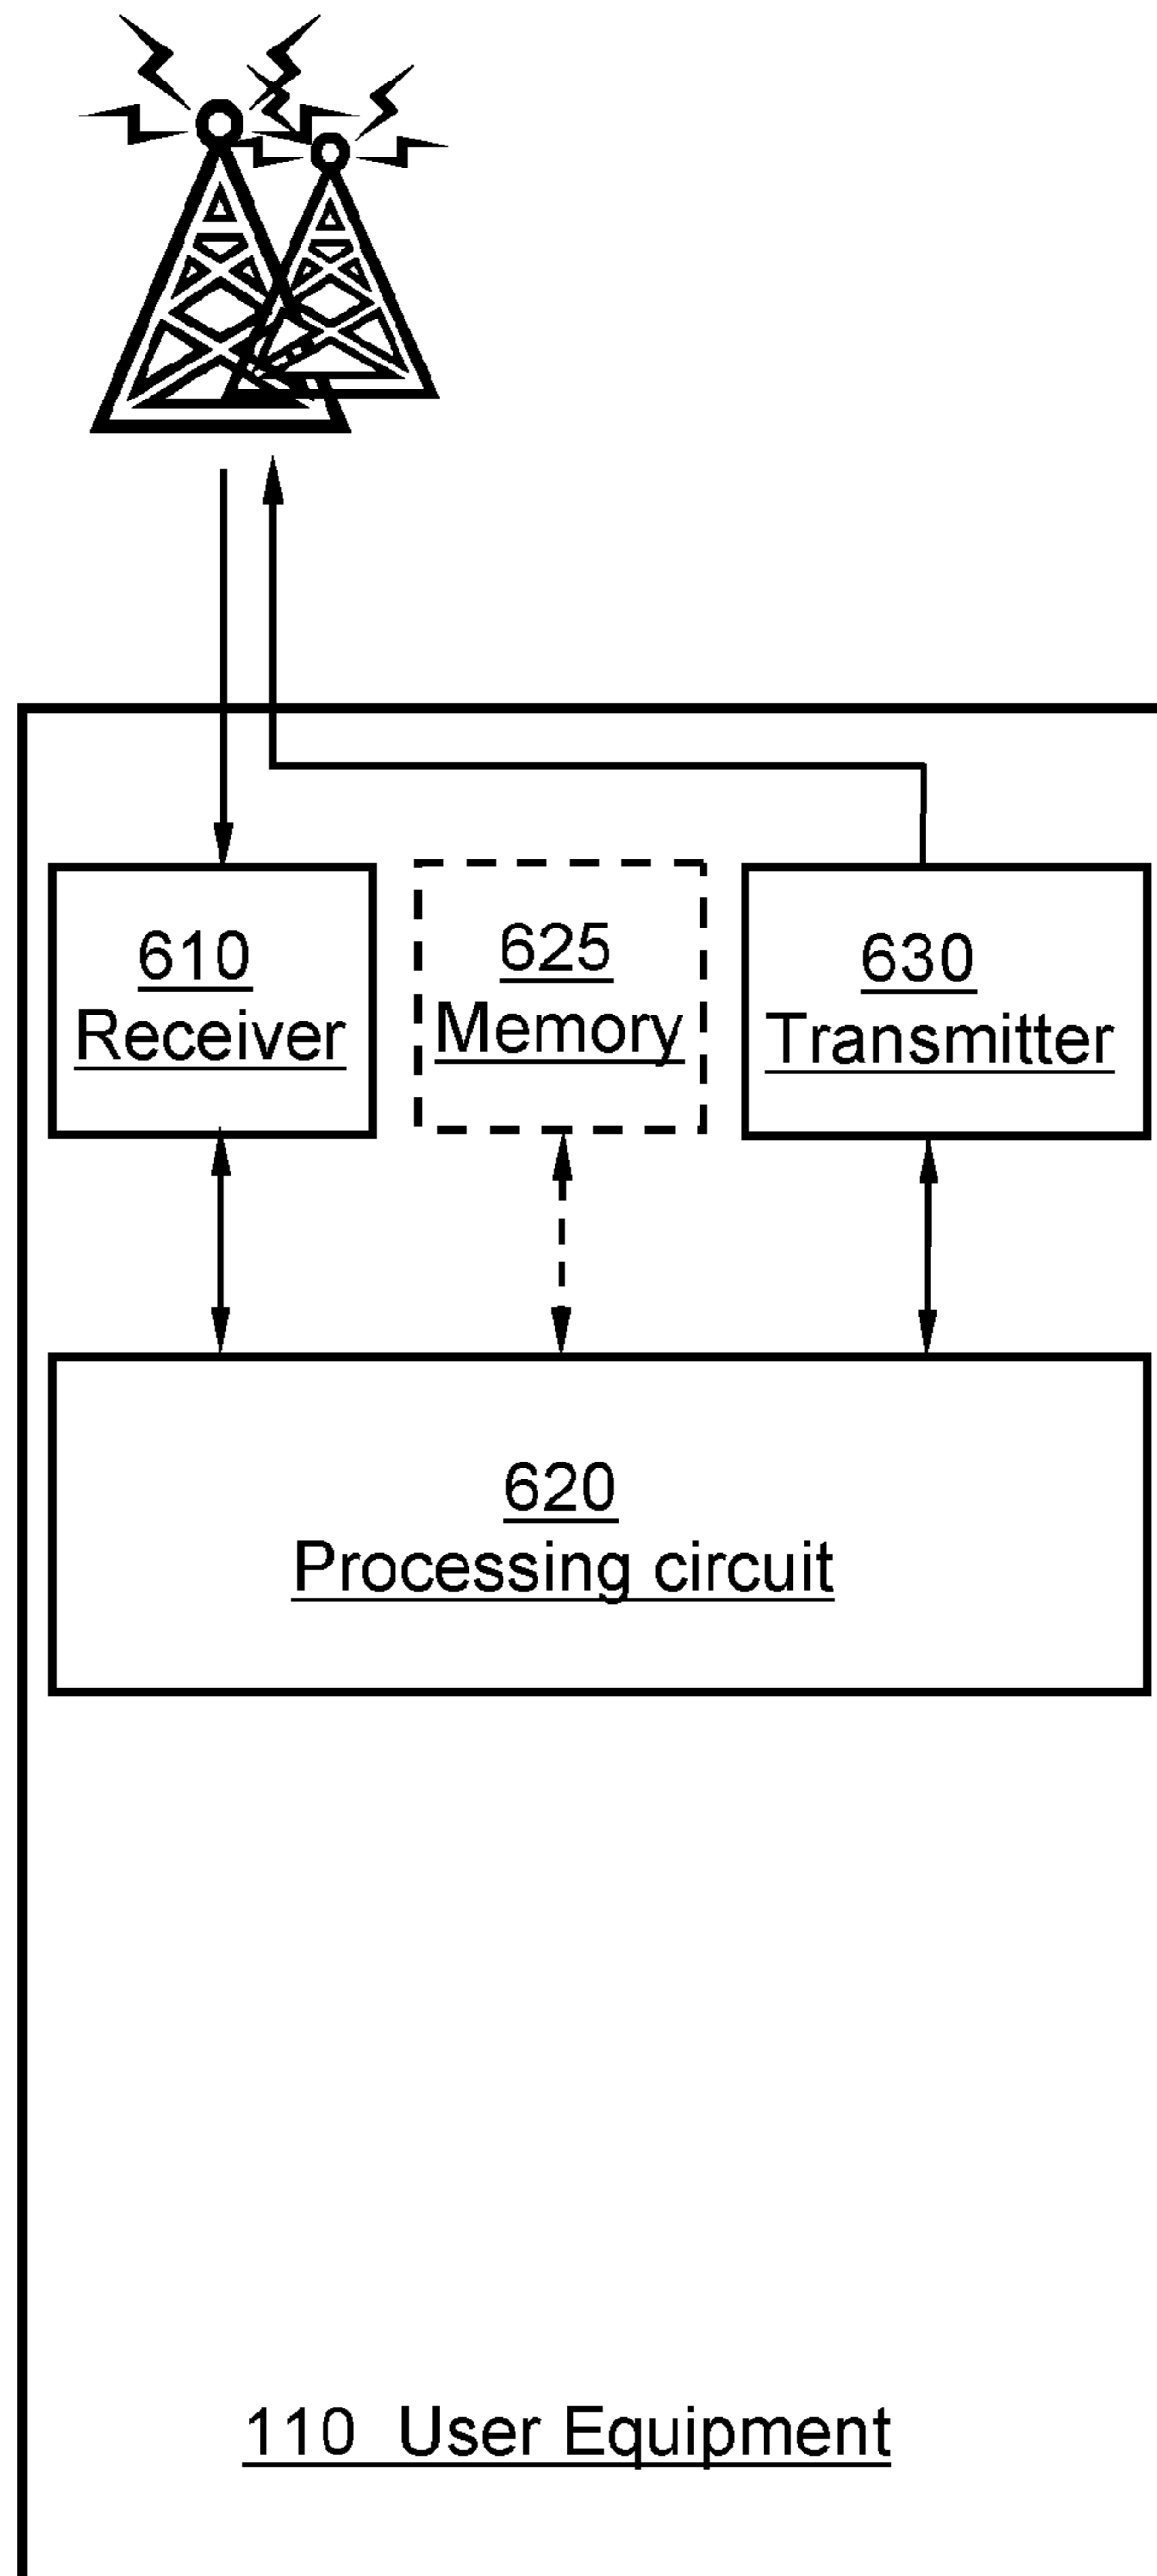 610
Receiver
625
Memory
630
Transmitter
620
Processing circuit
110 User Equipment